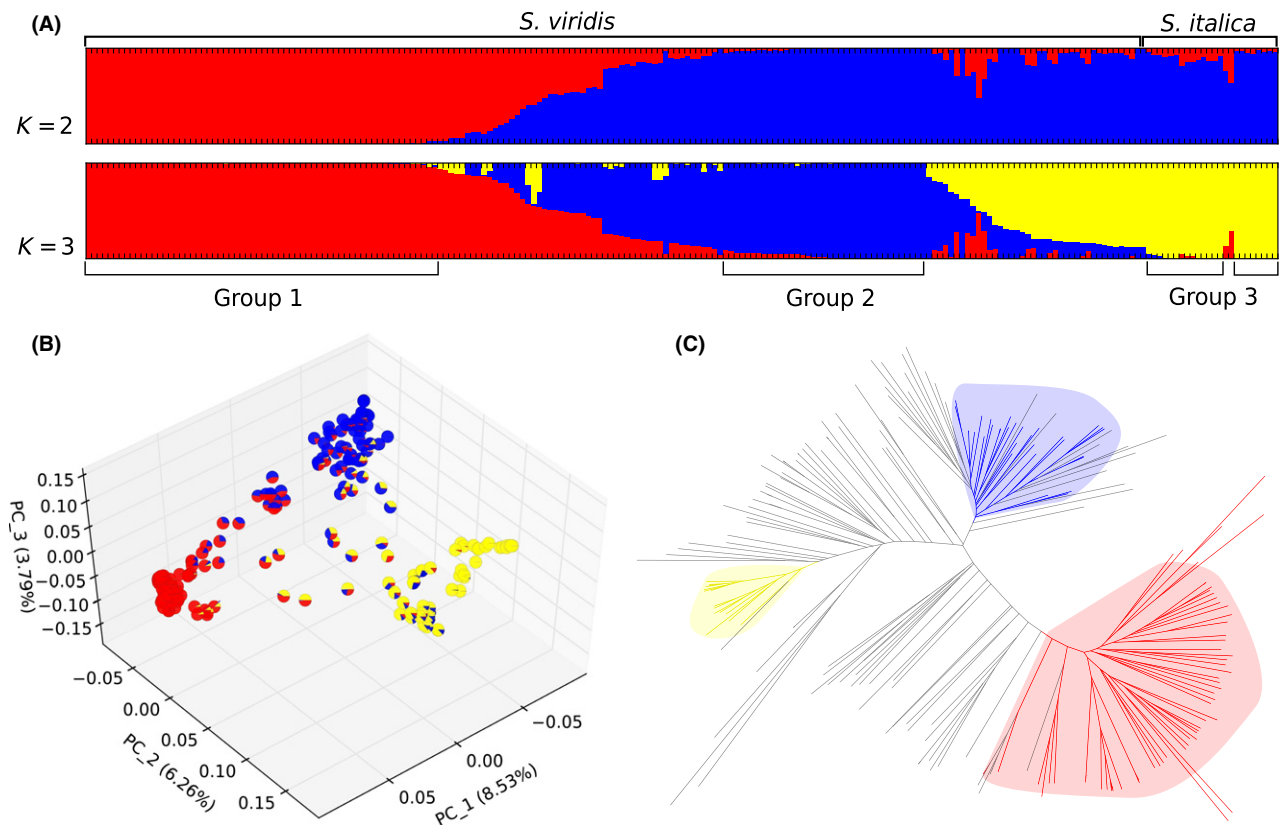 (A)
S. viridis
S. italica
K = 2
K = 3
Group 1
Group 2
Group 3
(B)
0.15
0.10
0.05
0.00
−0.05
−0.10
−0.15
PC_3 (3.79%)
−0.05
0.00
0.05
0.10
0.15
PC_2 (6.26%)
−0.05
0.00
0.05
PC_1 (8.53%)
(C)